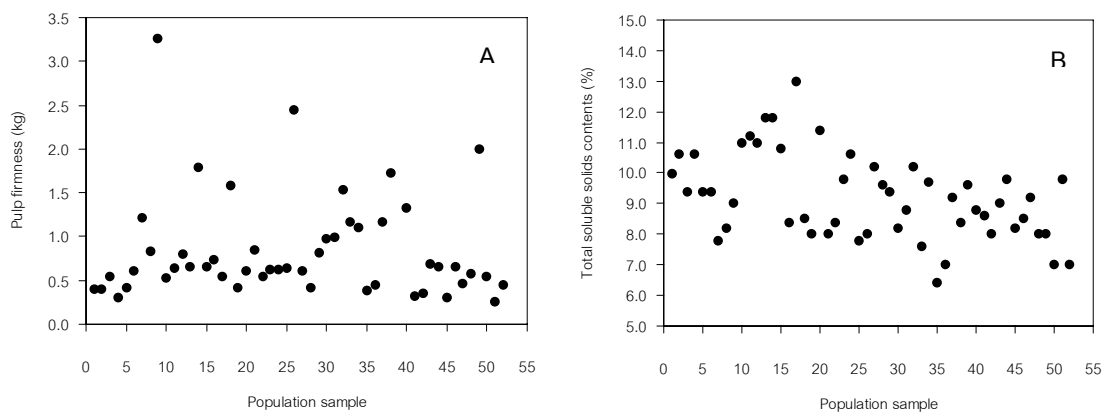 A
Pulp firmness (kg)
3.5
3.0
2.5
2.0
1.5
1.0
0.5
0.0
0 5 10 15 20 25 30 35 40 45 50 55
Population sample
B
Total soluble solids contents (%)
15.0
14.0
13.0
12.0
11.0
10.0
9.0
8.0
7.0
6.0
5.0
0 5 10 15 20 25 30 35 40 45 50 55
Population sample